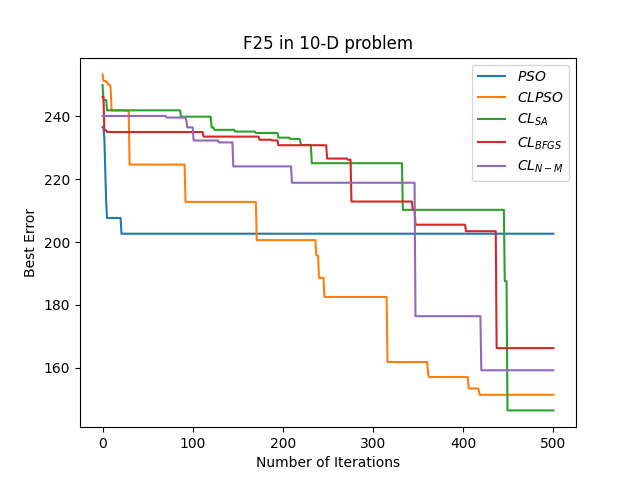 F25 in 10-D problem
PSO
CLPSO
CL_SA
CL_BFGS
CL_N−M
Best Error
240
220
200
180
160
0 100 200 300 400 500
Number of Iterations